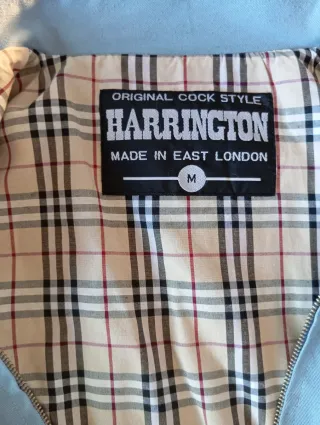 ORIGINAL COCK STYLE
HARRINGTON
MADE IN EAST LONDON
M